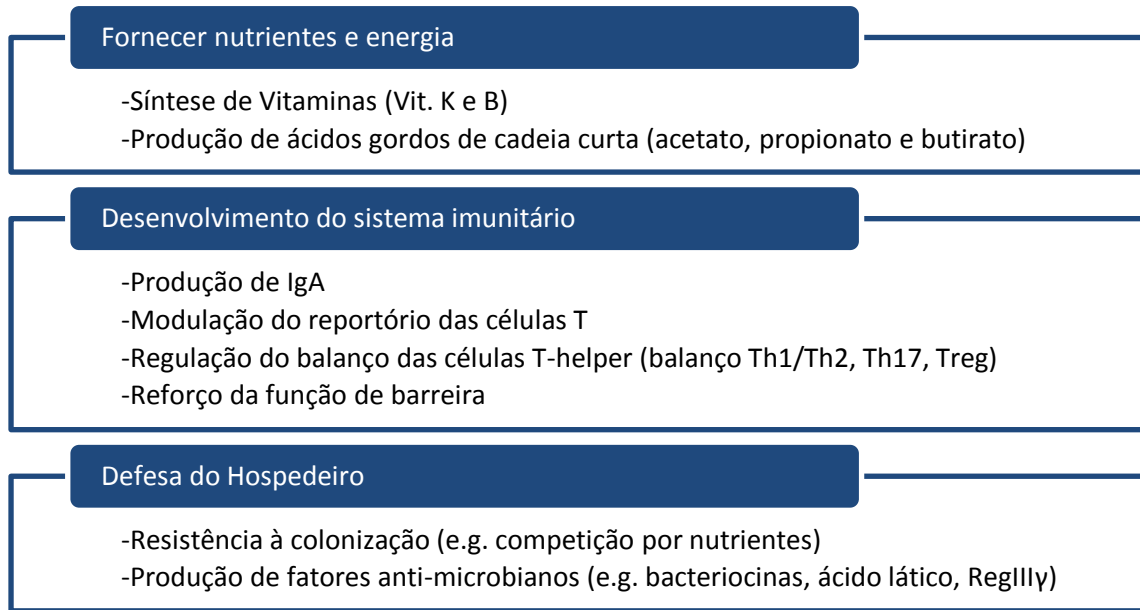 Fornecer nutrientes e energia
-Síntese de Vitaminas (Vit. K e B)
-Produção de ácidos gordos de cadeia curta (acetato, propionato e butirato)
Desenvolvimento do sistema imunitário
-Produção de IgA
-Modulação do reportório das células T
-Regulação do balanço das células T-helper (balanço Th1/Th2, Th17, Treg)
-Reforço da função de barreira
Defesa do Hospedeiro
-Resistência à colonização (e.g. competição por nutrientes)
-Produção de fatores anti-microbianos (e.g. bacteriocinas, ácido lático, RegIIIγ)